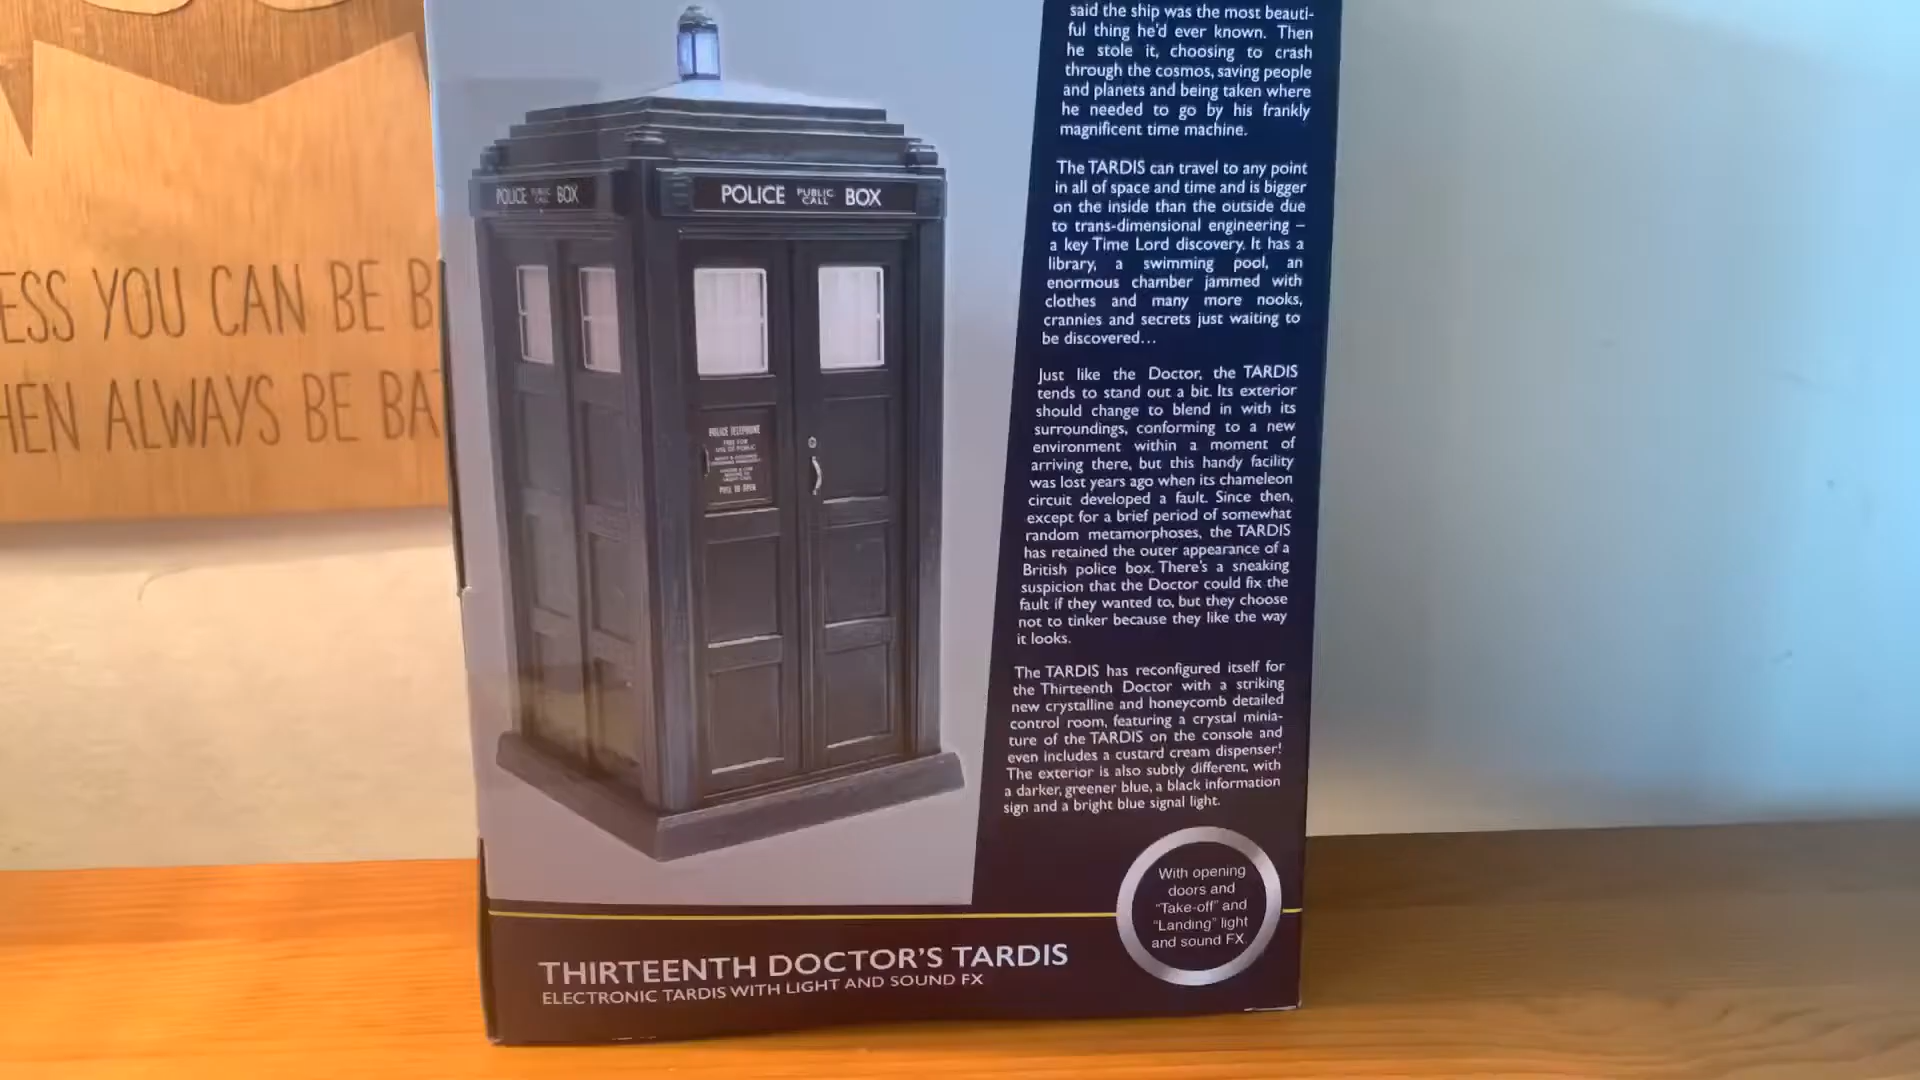 ESS YOU CAN BE B
HEN ALWAYS BE BA
POLICE PUBLIC CALL BOX
POLICE PUBLIC CALL BOX
POLICE TELEPHONE
FREE FOR
USE OF PUBLIC
PULL TO OPEN
said the ship was the most beauti-
ful thing he'd ever known. Then
he stole it, choosing to crash
through the cosmos, saving people
and planets and being taken where
he needed to go by his frankly
magnificent time machine.
The TARDIS can travel to any point
in all of space and time and is bigger
on the inside than the outside due
to trans-dimensional engineering –
a key Time Lord discovery. It has a
library, a swimming pool, an
enormous chamber jammed with
clothes and many more nooks,
crannies and secrets just waiting to
be discovered...
Just like the Doctor, the TARDIS
tends to stand out a bit. Its exterior
should change to blend in with its
surroundings, conforming to a new
environment within a moment of
arriving there, but this handy facility
was lost years ago when its chameleon
circuit developed a fault. Since then,
except for a brief period of somewhat
random metamorphoses, the TARDIS
has retained the outer appearance of a
British police box. There's a sneaking
suspicion that the Doctor could fix the
fault if they wanted to, but they choose
not to tinker because they like the way
it looks.
The TARDIS has reconfigured itself for
the Thirteenth Doctor with a striking
new crystalline and honeycomb detailed
control room, featuring a crystal minia-
ture of the TARDIS on the console and
even includes a custard cream dispenser!
The exterior is also subtly different, with
a darker, greener blue, a black information
sign and a bright blue signal light.
With opening
doors and
"Take-off" and
"Landing" light
and sound FX.
THIRTEENTH DOCTOR'S TARDIS
ELECTRONIC TARDIS WITH LIGHT AND SOUND FX